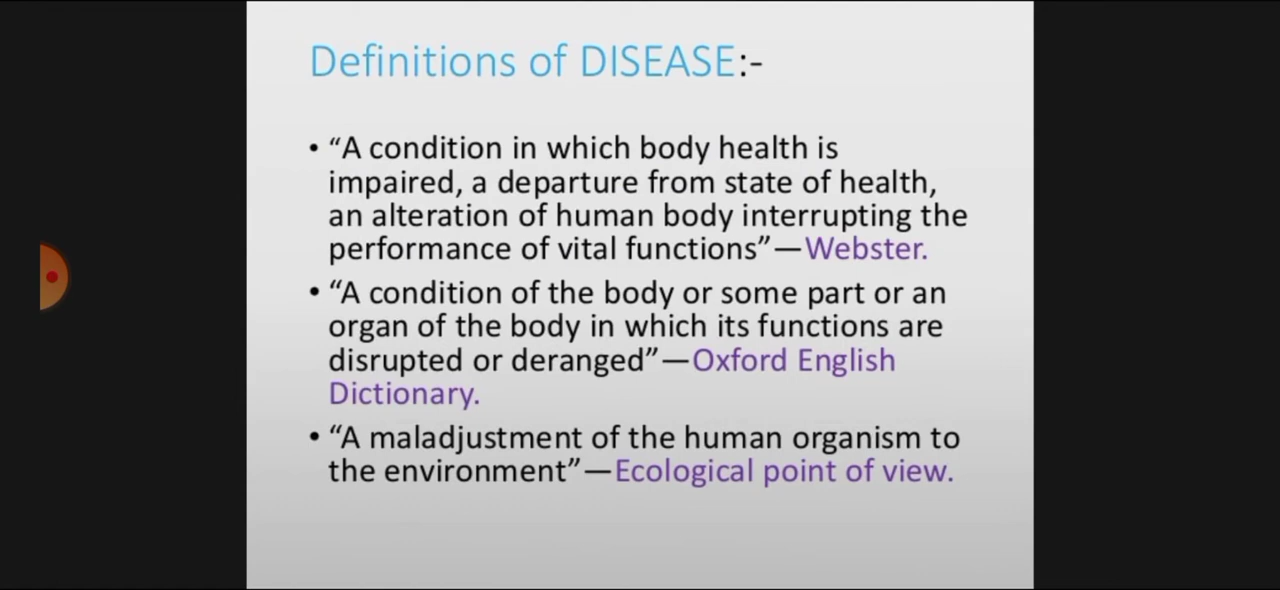 Definitions of DISEASE:-
• “A condition in which body health is
impaired, a departure from state of health,
an alteration of human body interrupting the
performance of vital functions”—Webster.
• “A condition of the body or some part or an
organ of the body in which its functions are
disrupted or deranged”—Oxford English
Dictionary.
• “A maladjustment of the human organism to
the environment”—Ecological point of view.